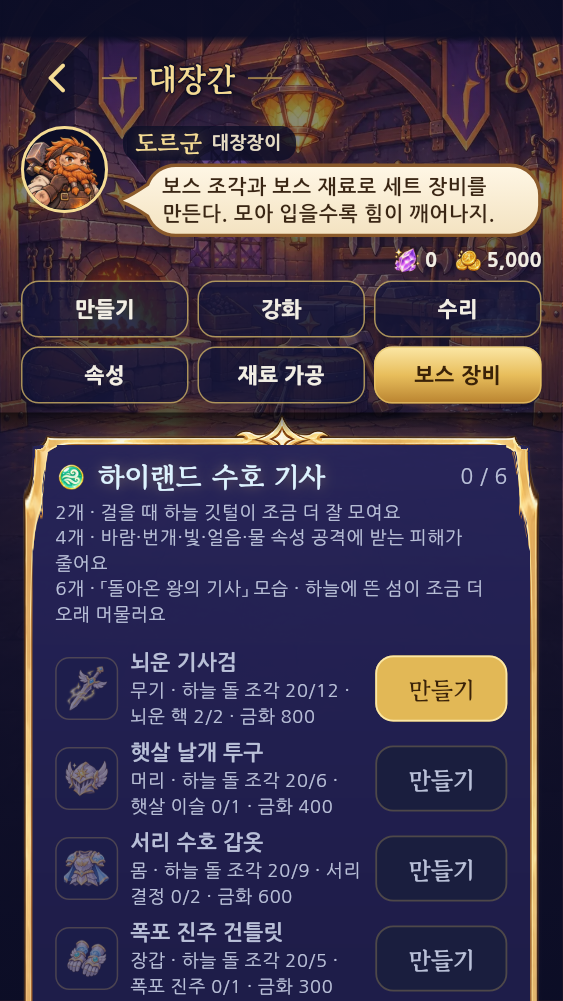 대장간
도르군 대장장이
보스 조각과 보스 재료로 세트 장비를
만든다. 모아 입을수록 힘이 깨어나지.
0 5,000
만들기 강화 수리
속성 재료 가공 보스 장비
하이랜드 수호 기사 0 / 6
2개 · 걸을 때 하늘 깃털이 조금 더 잘 모여요
4개 · 바람·번개·빛·얼음·물 속성 공격에 받는 피해가
줄어요
6개 · 「돌아온 왕의 기사」 모습 · 하늘에 뜬 섬이 조금 더
오래 머물러요
뇌운 기사검
무기 · 하늘 돌 조각 20/12 ·
뇌운 핵 2/2 · 금화 800
만들기
햇살 날개 투구
머리 · 하늘 돌 조각 20/6 ·
햇살 이슬 0/1 · 금화 400
만들기
서리 수호 갑옷
몸 · 하늘 돌 조각 20/9 · 서리
결정 0/2 · 금화 600
만들기
폭포 진주 건틀릿
장갑 · 하늘 돌 조각 20/5 ·
폭포 진주 0/1 · 금화 300
만들기